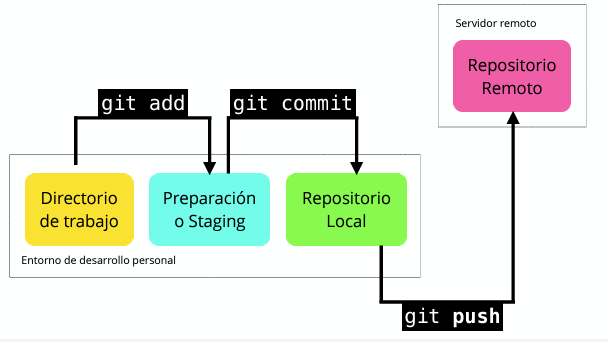 Servidor remoto
Repositorio
Remoto
git add
git commit
Directorio
de trabajo
Preparación
o Staging
Repositorio
Local
Entorno de desarrollo personal
git push